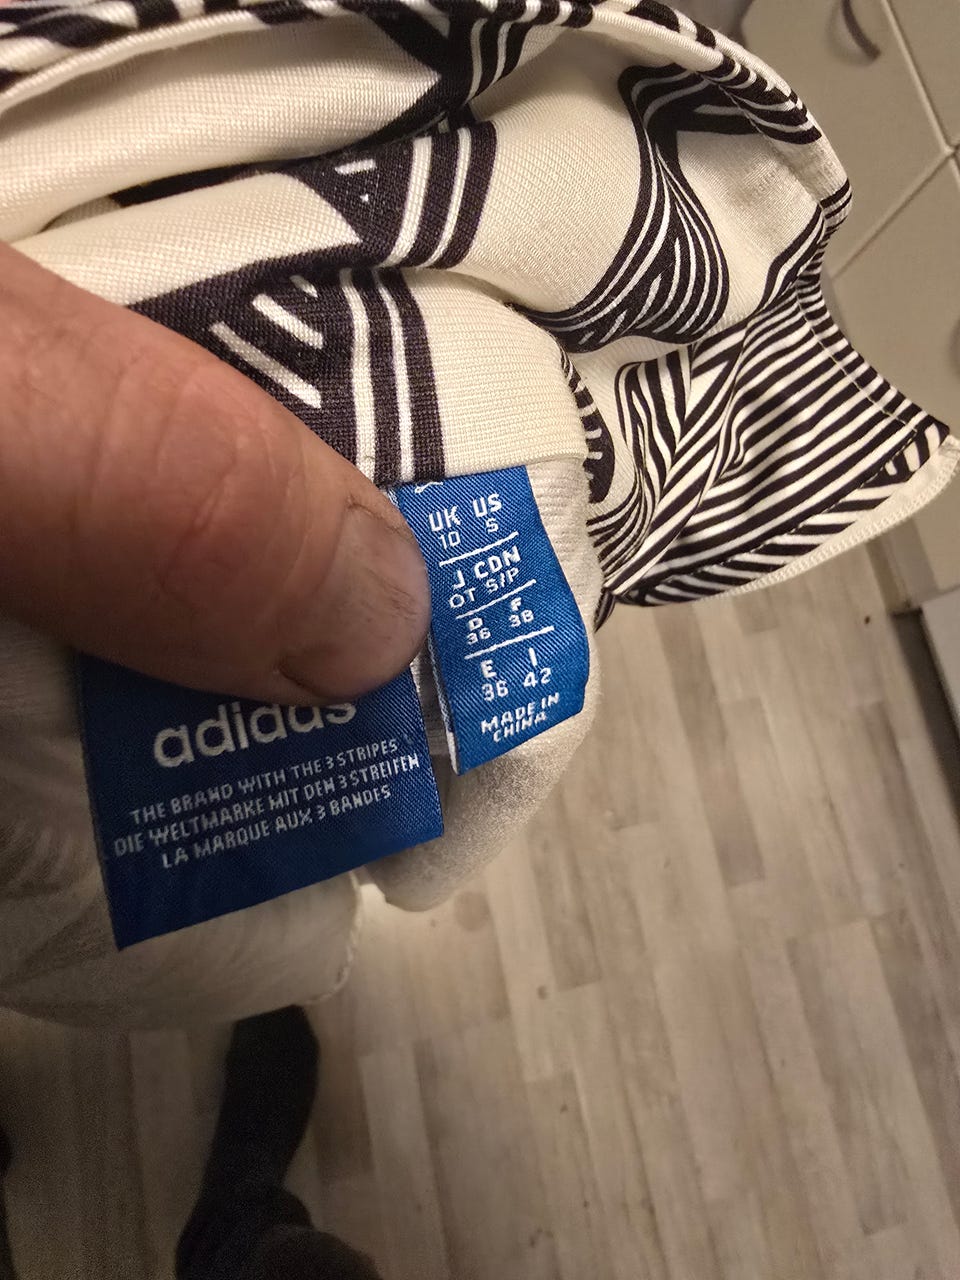 UK US
10 S
J CDN
OT S/P
D F
36 38
E I
36 42
MADE IN
CHINA
adidas
THE BRAND WITH THE 3 STRIPES
DIE WELTMARKE MIT DEN 3 STREIFEN
LA MARQUE AUX 3 BANDES